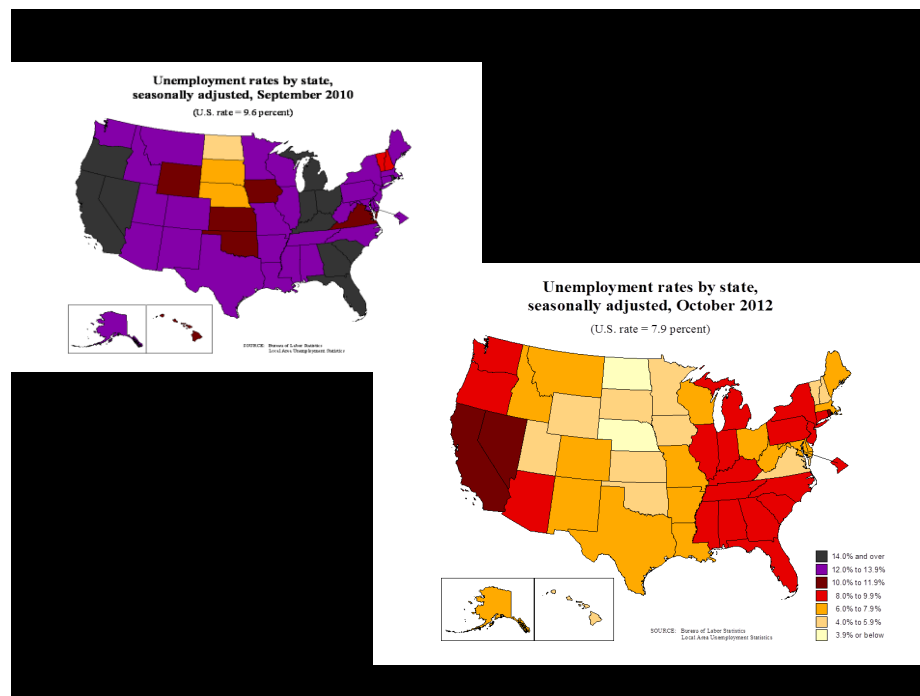 Unemployment rates by state,
seasonally adjusted, September 2010
(U.S. rate = 9.6 percent)
SOURCE: Bureau of Labor Statistics
Local Area Unemployment Statistics
Unemployment rates by state,
seasonally adjusted, October 2012
(U.S. rate = 7.9 percent)
14.0% and over
12.0% to 13.9%
10.0% to 11.9%
8.0% to 9.9%
6.0% to 7.9%
4.0% to 5.9%
3.9% or below
SOURCE: Bureau of Labor Statistics
Local Area Unemployment Statistics